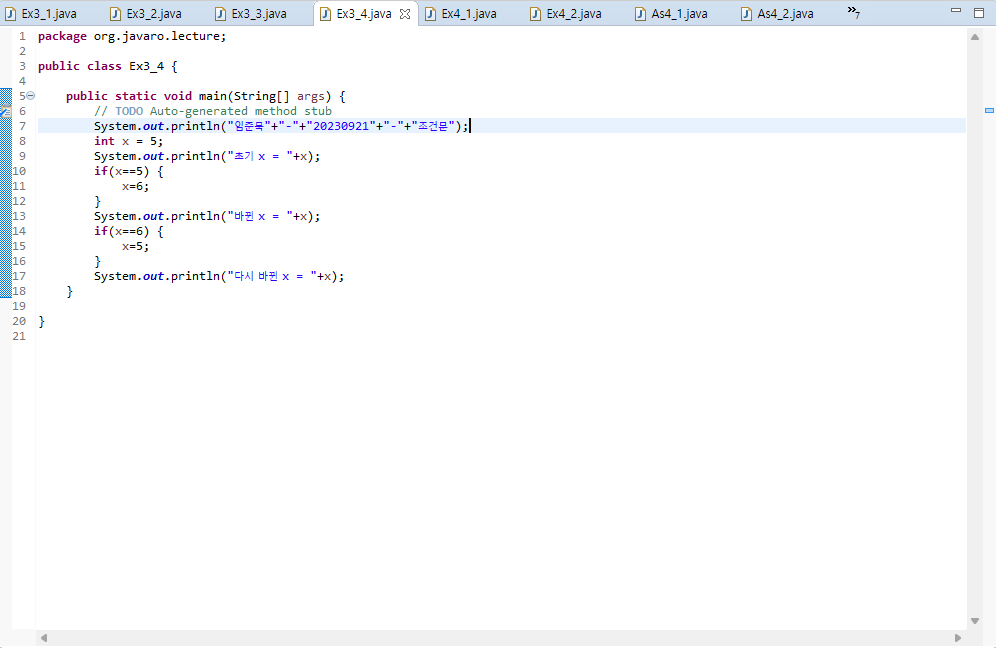 Ex3_1.java Ex3_2.java Ex3_3.java Ex3_4.java Ex4_1.java Ex4_2.java As4_1.java As4_2.java »7
1 package org.javaro.lecture;
2
3 public class Ex3_4 {
4
5 public static void main(String[] args) {
6 // TODO Auto-generated method stub
7 System.out.println("임준묵"+"-"+"20230921"+"-"+"조건문");
8 int x = 5;
9 System.out.println("초기 x = "+x);
10 if(x==5) {
11 x=6;
12 }
13 System.out.println("바뀐 x = "+x);
14 if(x==6) {
15 x=5;
16 }
17 System.out.println("다시 바뀐 x = "+x);
18 }
19
20 }
21